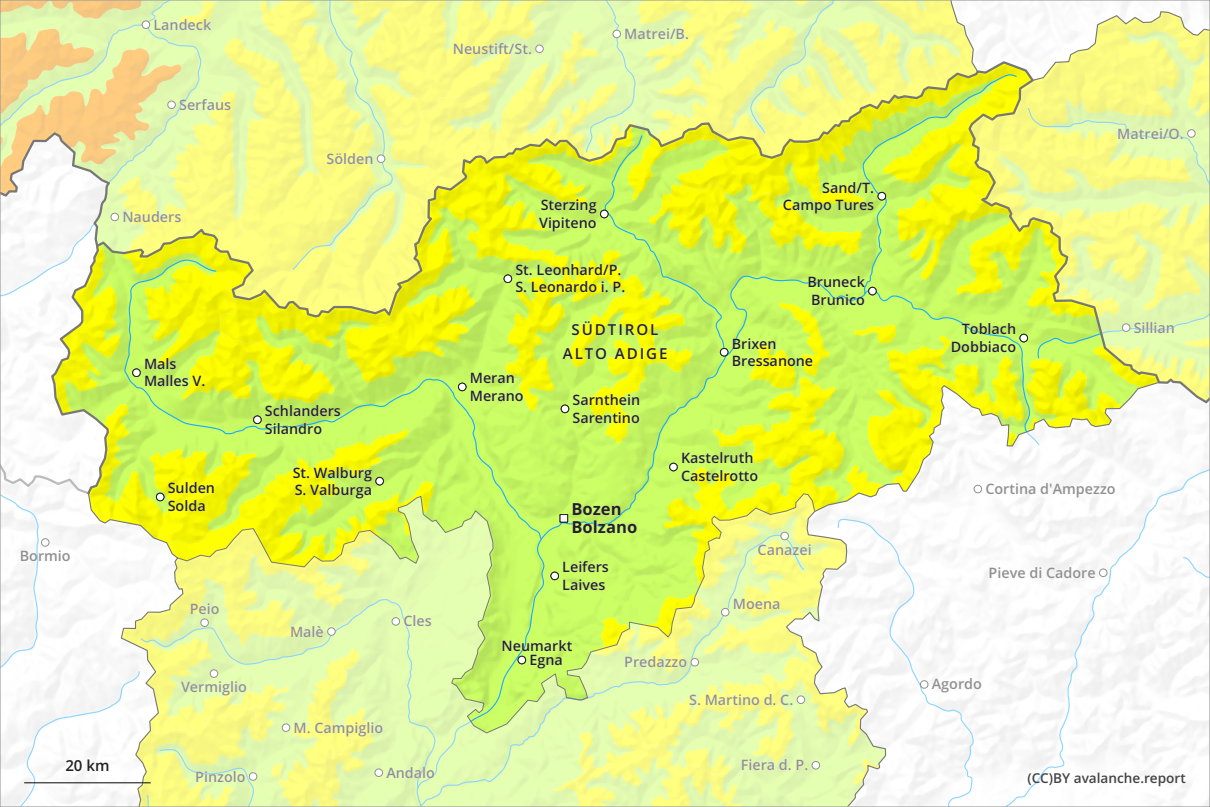 Landeck
Matrei/B.
Neustift/St.
Serfaus
Matrei/O.
Sölden
Sand/T.
Campo Tures
Nauders
Sterzing
Vipiteno
St. Leonhard/P.
S. Leonardo i. P.
Bruneck
Brunico
SÜDTIROL
ALTO ADIGE
Toblach
Dobbiaco
Sillian
Brixen
Bressanone
Mals
Malles V.
Meran
Merano
Sarnthein
Sarentino
Schlanders
Silandro
Kastelruth
Castelrotto
St. Walburg
S. Valburga
Sulden
Solda
Cortina d'Ampezzo
Bozen
Bolzano
Bormio
Canazei
Leifers
Laives
Pieve di Cadore
Peio
Moena
Cles
Malè
Neumarkt
Egna
Predazzo
Vermiglio
Agordo
S. Martino d. C.
M. Campiglio
20 km
Pinzolo
Andalo
Fiera d. P.
(CC)BY avalanche.report